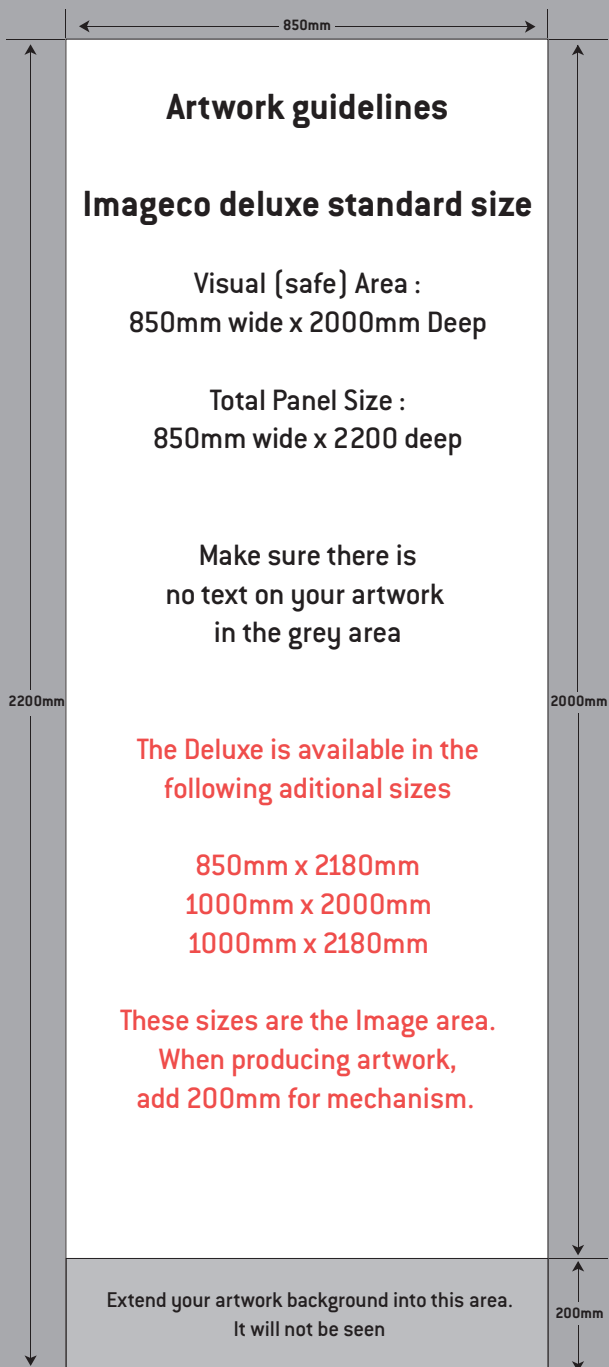 850mm
Artwork guidelines
Imageco deluxe standard size
Visual (safe) Area :
850mm wide x 2000mm Deep
Total Panel Size :
850mm wide x 2200 deep
Make sure there is
no text on your artwork
in the grey area
2200mm
2000mm
The Deluxe is available in the
following aditional sizes
850mm x 2180mm
1000mm x 2000mm
1000mm x 2180mm
These sizes are the Image area.
When producing artwork,
add 200mm for mechanism.
Extend your artwork background into this area.
It will not be seen
200mm